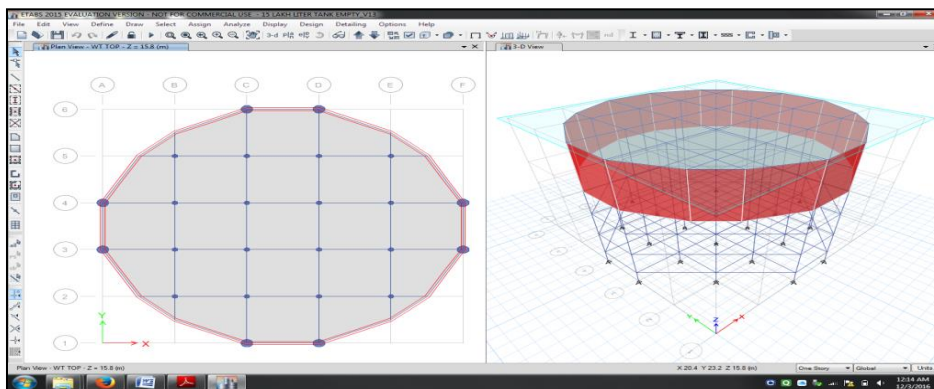 ETABS 2015 EVALUATION VERSION - NOT FOR COMMERCIAL USE - 15 LAKH LITER TANK EMPTY_V13
File Edit View Define Draw Select Assign Analyze Display Design Detailing Options Help
3-d
nd
Plan View - WT TOP - Z = 15.8 (m)
3-D View
A B C D E F
6
5
4
3
2
1
Y
X
Y Z X
Plan View - WT TOP - Z = 15.8 (m)
X 20.4 Y 23.2 Z 15.8 (m)
One Story
Global
Units
12:14 AM
12/3/2016